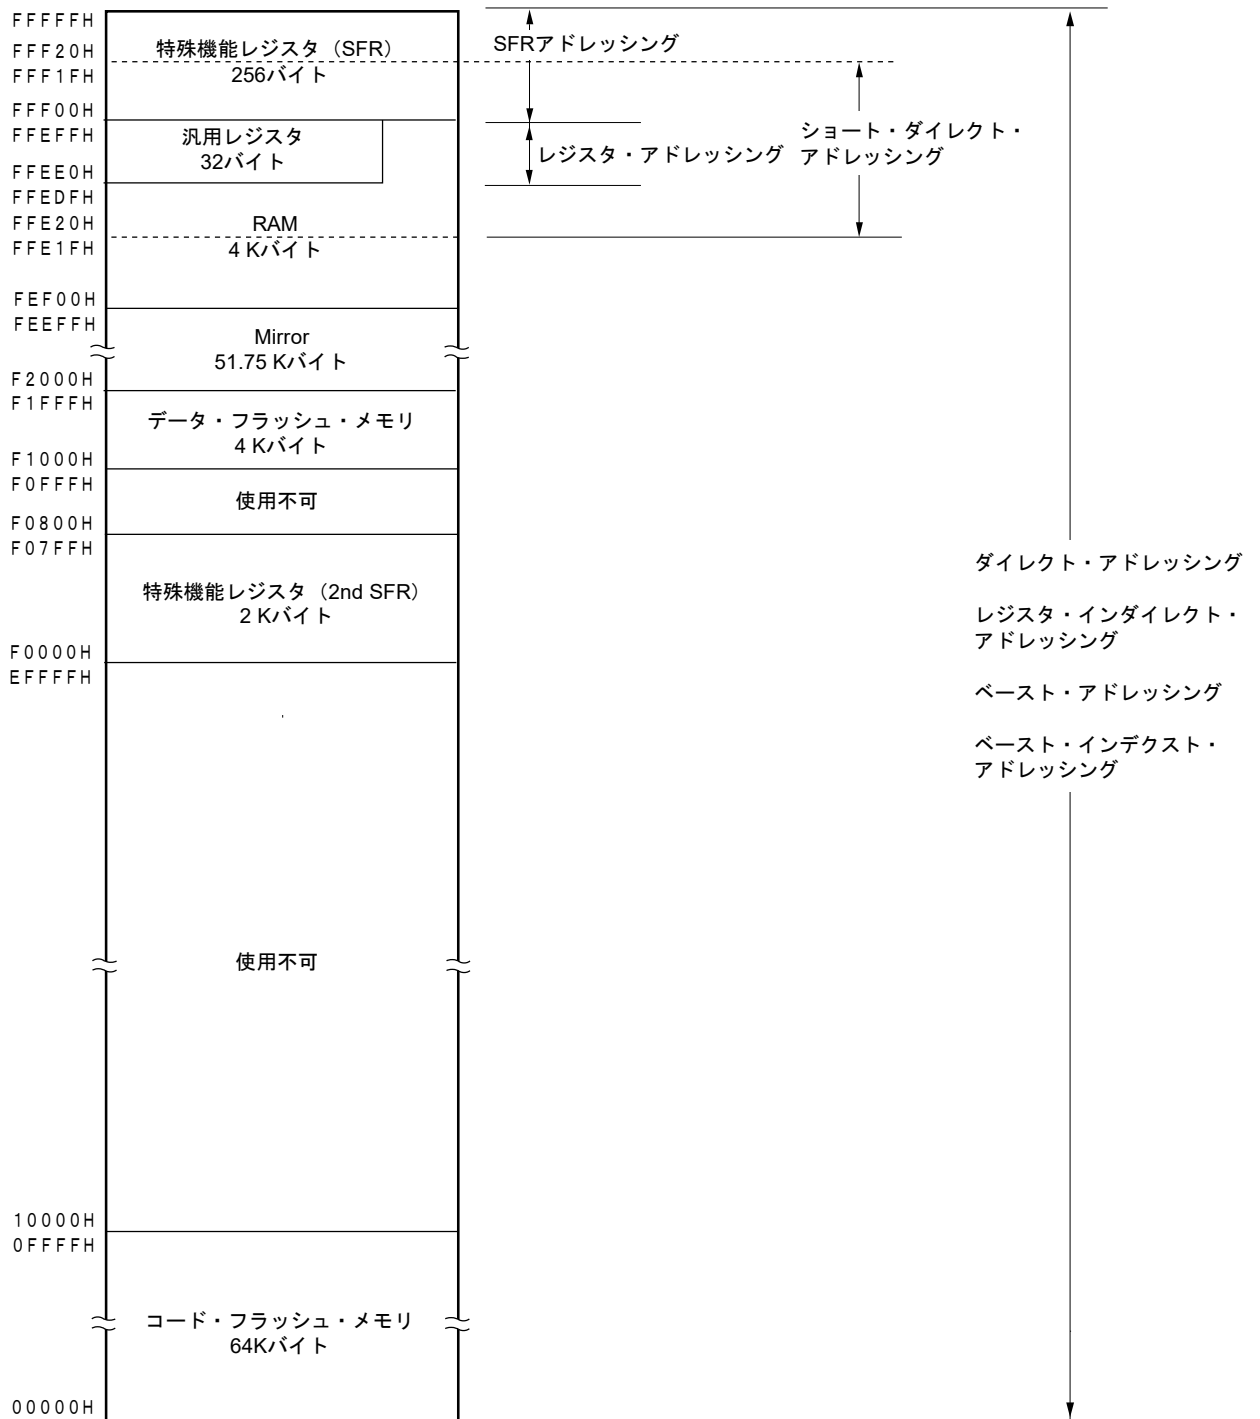 FFFFFH
FFF20H
FFF1FH
FFF00H
FFEFFH
FFEE0H
FFEDFH
FFE20H
FFE1FH
FEF00H
FEEFFH
F2000H
F1FFFH
F1000H
F0FFFH
F0800H
F07FFH
F0000H
EFFFFH
10000H
0FFFFH
00000H
特殊機能レジスタ（SFR）
256バイト
汎用レジスタ
32バイト
RAM
4 Kバイト
Mirror
51.75 Kバイト
データ・フラッシュ・メモリ
4 Kバイト
使用不可
特殊機能レジスタ（2nd SFR）
2 Kバイト
使用不可
コード・フラッシュ・メモリ
64Kバイト
SFRアドレッシング
レジスタ・アドレッシング
ショート・ダイレクト・
アドレッシング
ダイレクト・アドレッシング
レジスタ・インダイレクト・
アドレッシング
ベースト・アドレッシング
ベースト・インデクスト・
アドレッシング